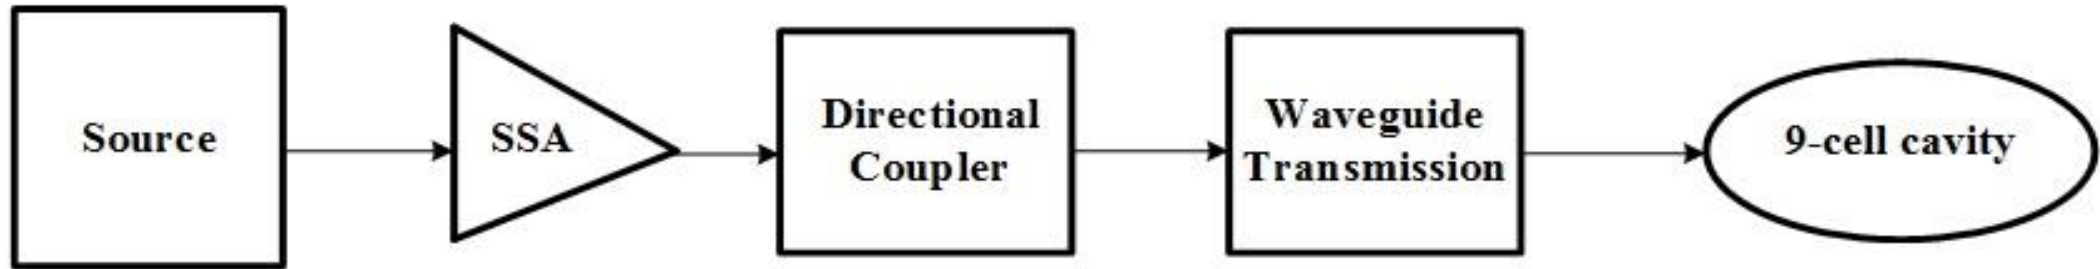 Source
SSA
Directional
Coupler
Waveguide
Transmission
9-cell cavity